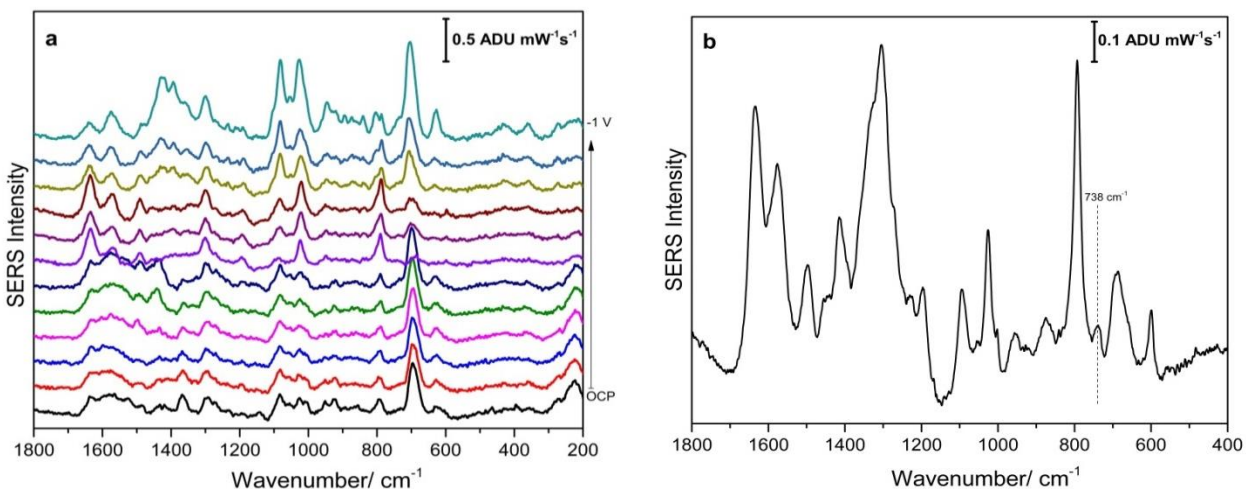 a
0.5 ADU mW⁻¹s⁻¹
-1 V
OCP
SERS Intensity
1800 1600 1400 1200 1000 800 600 400 200
Wavenumber/ cm⁻¹
b
0.1 ADU mW⁻¹s⁻¹
738 cm⁻¹
SERS Intensity
1800 1600 1400 1200 1000 800 600 400
Wavenumber/ cm⁻¹